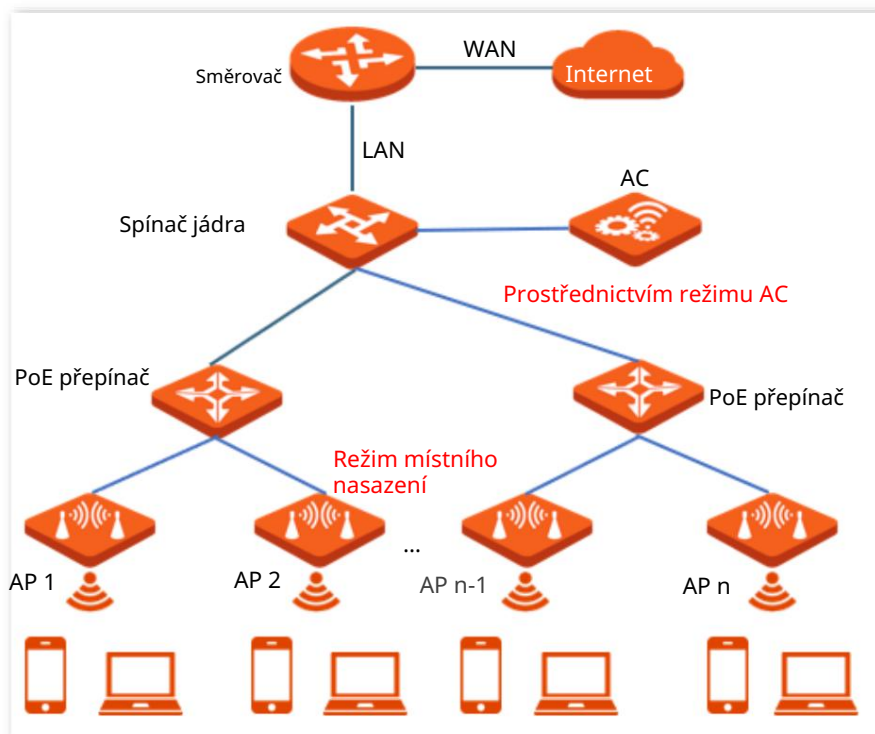 WAN
Směrovač
Internet
LAN
AC
Spínač jádra
Prostřednictvím režimu AC
PoE přepínač
PoE přepínač
Režim místního
nasazení
...
AP 1
AP 2
AP n-1
AP n